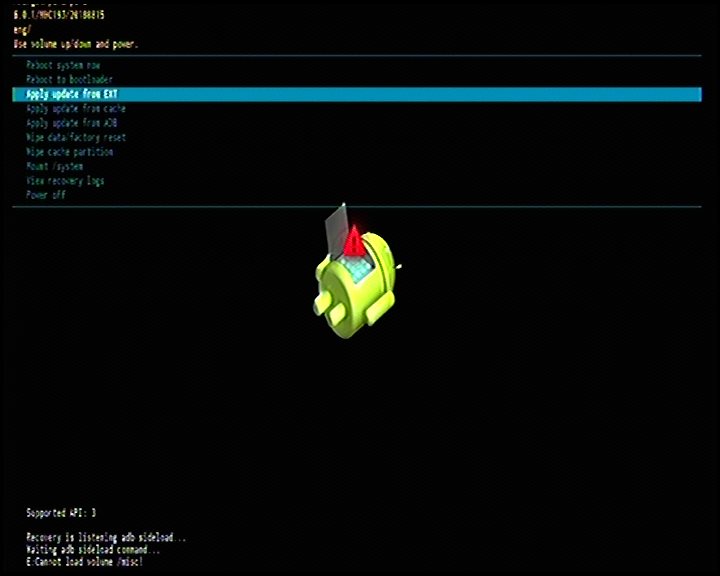 6.0.1/MHC19J/20180815
eng/
Use volume up/down and power.
Reboot system now
Reboot to bootloader
Apply update from EXT
Apply update from cache
Apply update from ADB
Wipe data/factory reset
Wipe cache partition
Mount /system
View recovery logs
Power off
Supported API: 3
Recovery is listening adb sideload...
Waiting adb sideload command...
E:Cannot load volume /misc!